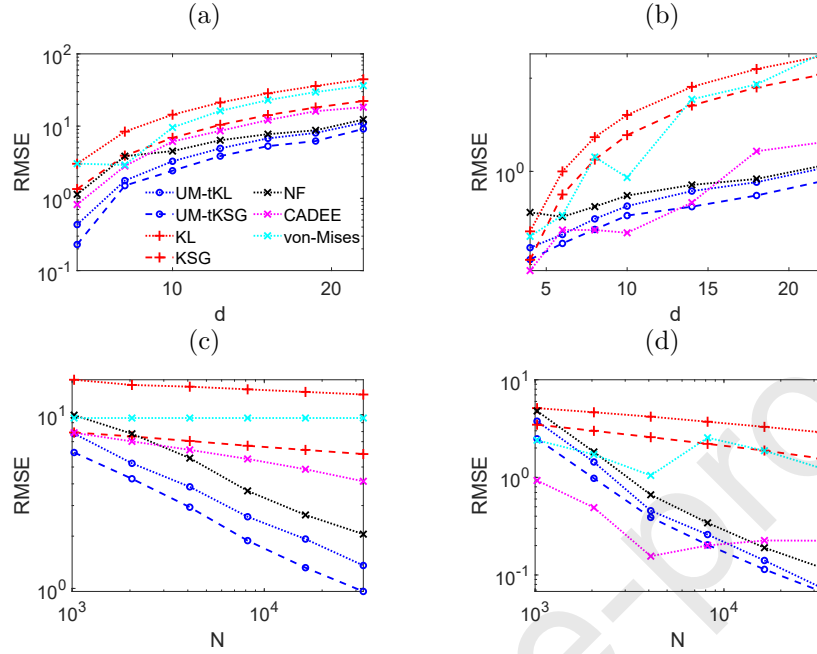 (a)
RMSE
10^2
10^1
10^0
10^-1
10
20
d
UM-tKL
UM-tKSG
KL
KSG
NF
CADEE
von-Mises
(b)
RMSE
10^0
5
10
15
20
d
(c)
RMSE
10^1
10^0
10^3
10^4
N
(d)
RMSE
10^1
10^0
10^-1
10^3
10^4
N
e-pro